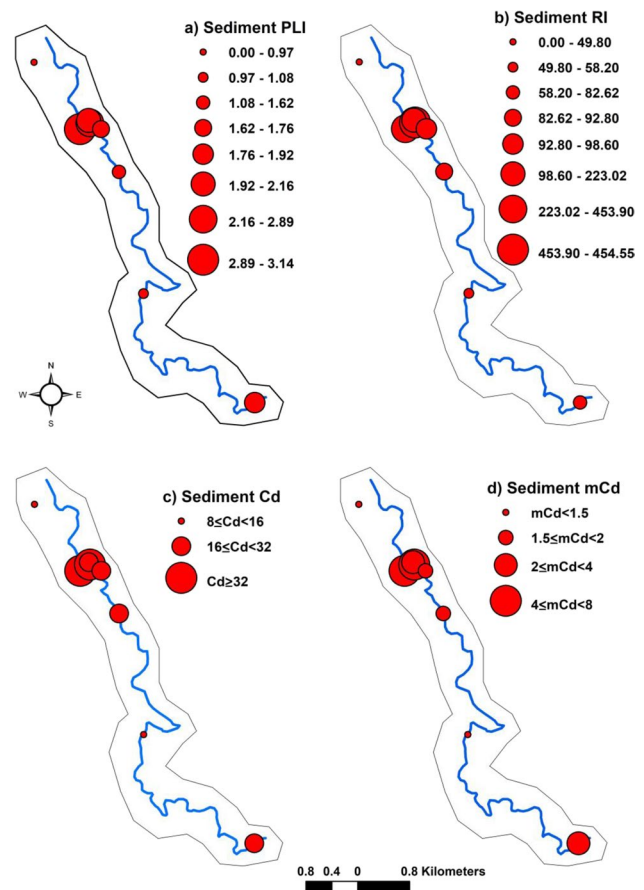 a) Sediment PLI
0.00 - 0.97
0.97 - 1.08
1.08 - 1.62
1.62 - 1.76
1.76 - 1.92
1.92 - 2.16
2.16 - 2.89
2.89 - 3.14
b) Sediment RI
0.00 - 49.80
49.80 - 58.20
58.20 - 82.62
82.62 - 92.80
92.80 - 98.60
98.60 - 223.02
223.02 - 453.90
453.90 - 454.55
N
W E
S
c) Sediment Cd
8≤Cd<16
16≤Cd<32
Cd≥32
d) Sediment mCd
mCd<1.5
1.5≤mCd<2
2≤mCd<4
4≤mCd<8
0.8 0.4 0 0.8 Kilometers